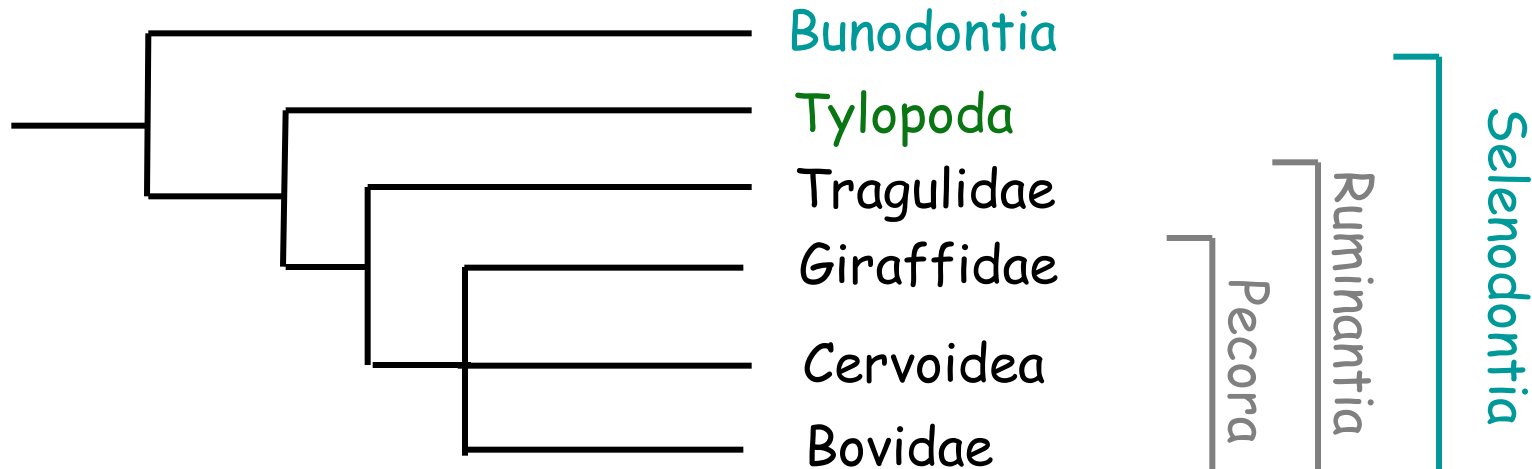 Bunodontia
Tylopoda
Tragulidae
Giraffidae
Cervoidea
Bovidae
Pecora
Ruminantia
Selenodontia